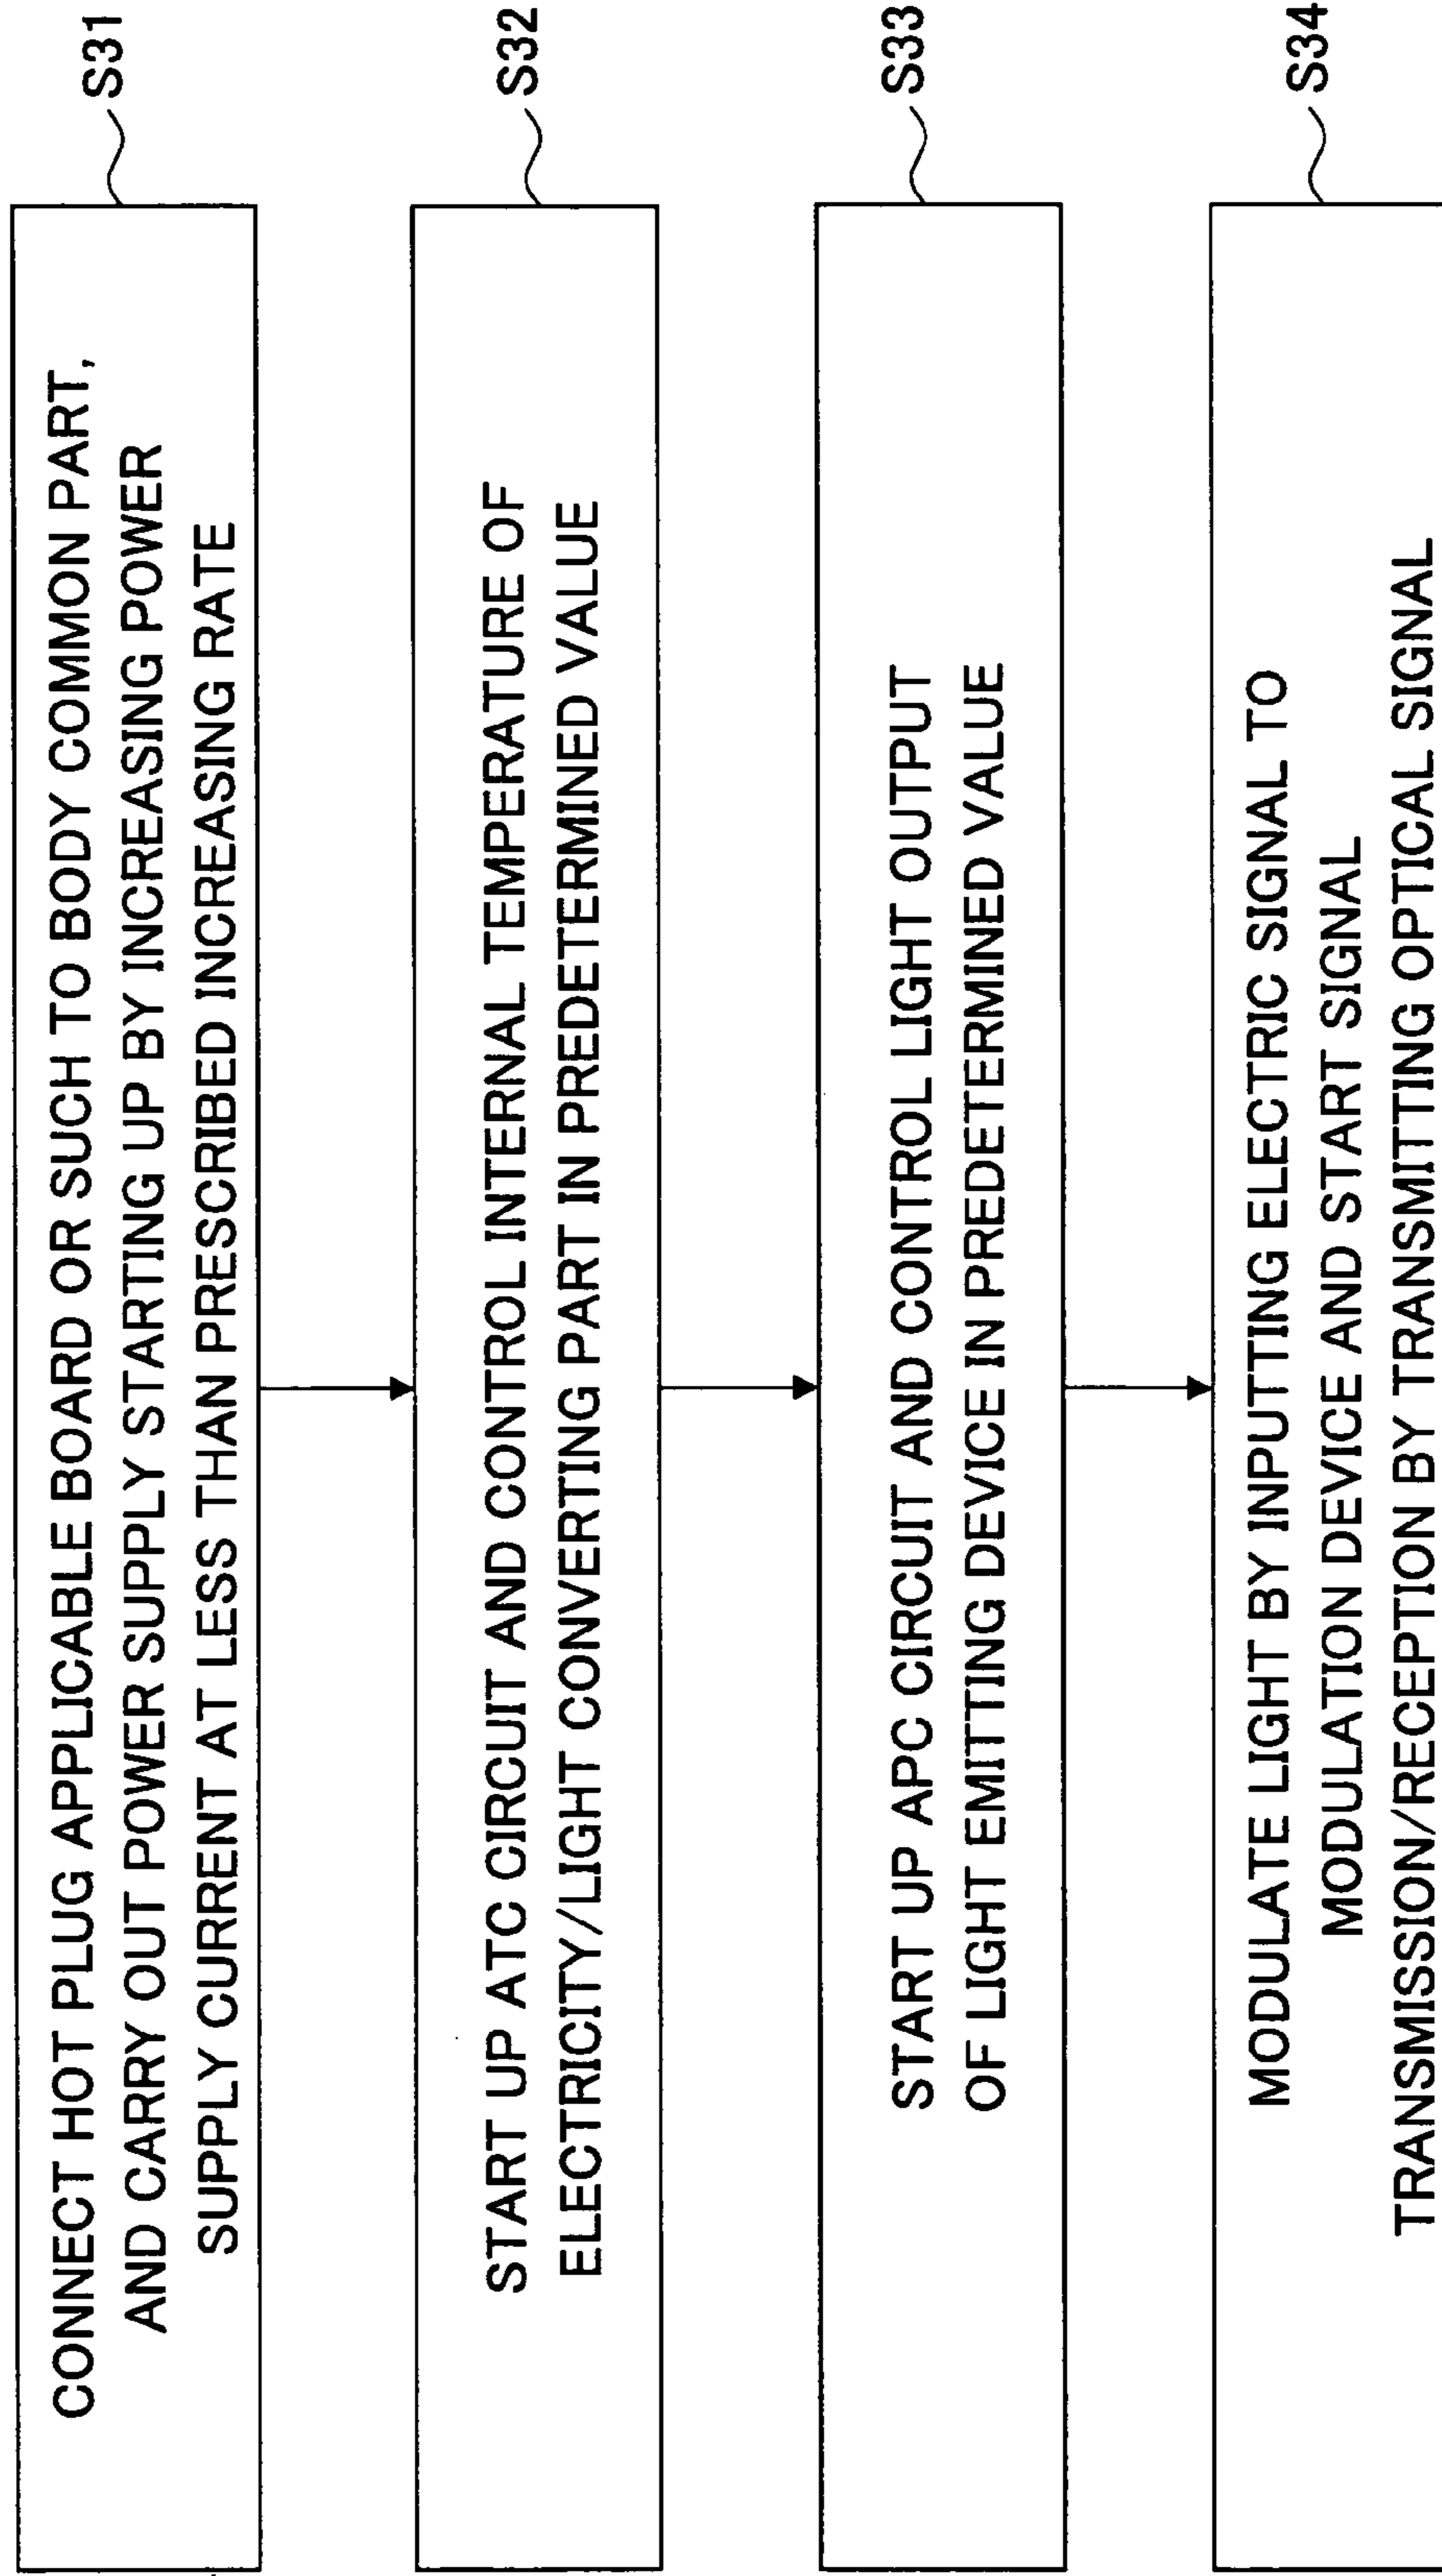 CONNECT HOT PLUG APPLICABLE BOARD OR SUCH TO BODY COMMON PART,
AND CARRY OUT POWER SUPPLY STARTING UP BY INCREASING POWER
SUPPLY CURRENT AT LESS THAN PRESCRIBED INCREASING RATE
S31
START UP ATC CIRCUIT AND CONTROL INTERNAL TEMPERATURE OF
ELECTRICITY/LIGHT CONVERTING PART IN PREDETERMINED VALUE
S32
START UP APC CIRCUIT AND CONTROL LIGHT OUTPUT
OF LIGHT EMITTING DEVICE IN PREDETERMINED VALUE
S33
MODULATE LIGHT BY INPUTTING ELECTRIC SIGNAL TO
MODULATION DEVICE AND START SIGNAL
TRANSMISSION/RECEPTION BY TRANSMITTING OPTICAL SIGNAL
S34